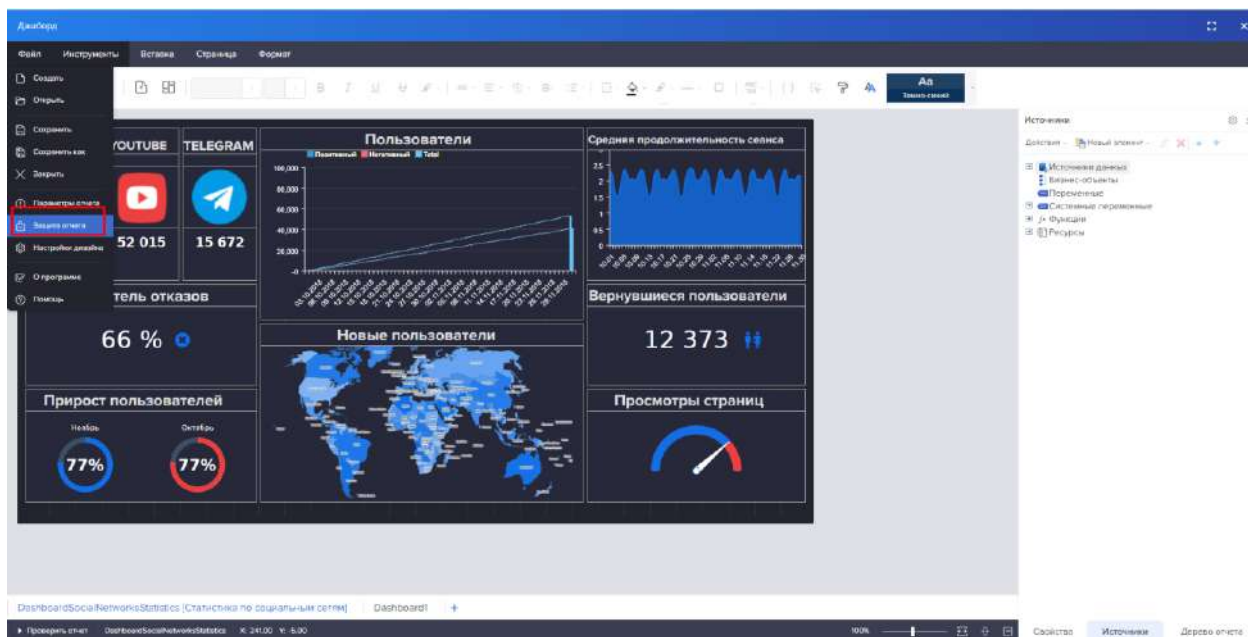 Дашборд
Файл Инструменты Вставка Страница Формат
Создать
Открыть
Сохранить
Сохранить как
Закрыть
Параметры отчета
Защита отчета
Настройки дизайна
О программе
Помощь
Aa
Темно-синий
YOUTUBE TELEGRAM
52 015 15 672
66 %
Прирост пользователей
Ноябрь Октябрь
77% 77%
Пользователи
Позитивный Негативный Total
100,000
80,000
60,000
40,000
20,000
-0
Новые пользователи
Средняя продолжительность сеанса
2.5
2
1.5
1
0.5
0
Вернувшиеся пользователи
12 373
Просмотры страниц
Источники
Действия Новый элемент
Источники данных
Бизнес-объекты
Переменные
Системные переменные
Функции
Ресурсы
DashboardSocialNetworksStatistics [Статистика по социальным сетям] Dashboard1 +
Проверить отчет DashboardSocialNetworksStatistics X: 241,00 Y: -5,00 100%
Свойства Источники Дерево отчета